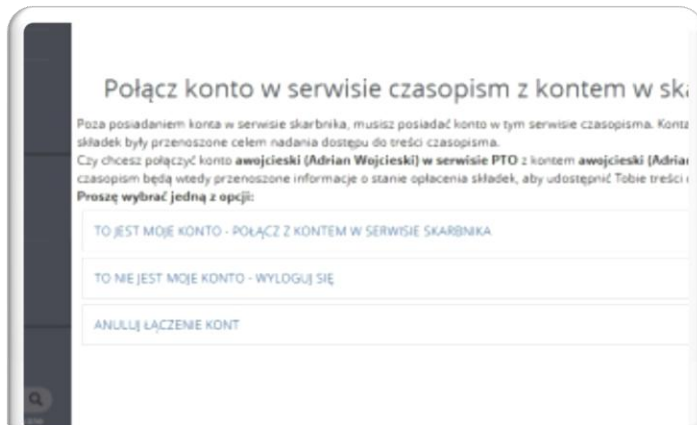 Połącz konto w serwisie czasopism z kontem w ska
Poza posiadaniem konta w serwisie skarbnika, musisz posiadać konto w tym serwisie czasopisma. Konta
składek były przenoszone celem nadania dostępu do treści czasopisma.
Czy chcesz połączyć konto awojcieski (Adrian Wojcieski) w serwisie PTO z kontem awojcieski (Adrian
czasopism będą wtedy przenoszone informacje o stanie opłacenia składek, aby udostępnić Tobie treści
Proszę wybrać jedną z opcji:
TO JEST MOJE KONTO - POŁĄCZ Z KONTEM W SERWISIE SKARBNIKA
TO NIE JEST MOJE KONTO - WYLOGUJ SIĘ
ANULUJ ŁĄCZENIE KONT